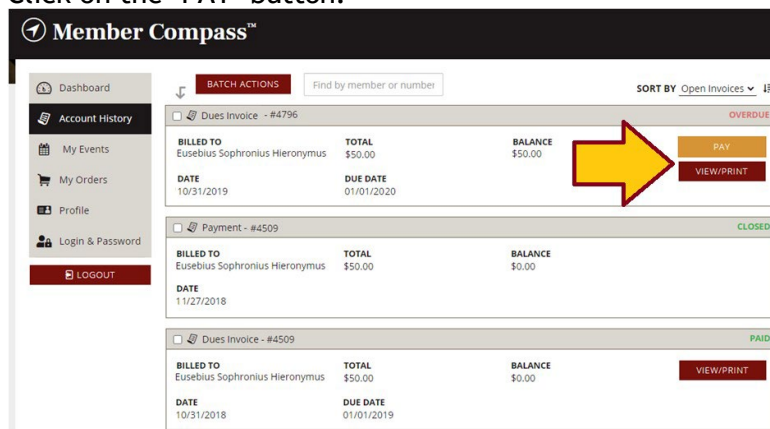 Click on the "PAY" button.
Member Compass™
Dashboard
Account History
My Events
My Orders
Profile
Login & Password
LOGOUT
BATCH ACTIONS
Find by member or number
SORT BY Open Invoices
Dues Invoice - #4796
OVERDUE
BILLED TO
Eusebius Sophronius Hieronymus
TOTAL
$50.00
BALANCE
$50.00
PAY
VIEW/PRINT
DATE
10/31/2019
DUE DATE
01/01/2020
Payment - #4509
CLOSED
BILLED TO
Eusebius Sophronius Hieronymus
TOTAL
$50.00
BALANCE
$0.00
DATE
11/27/2018
Dues Invoice - #4509
PAID
BILLED TO
Eusebius Sophronius Hieronymus
TOTAL
$50.00
BALANCE
$0.00
VIEW/PRINT
DATE
10/31/2018
DUE DATE
01/01/2019